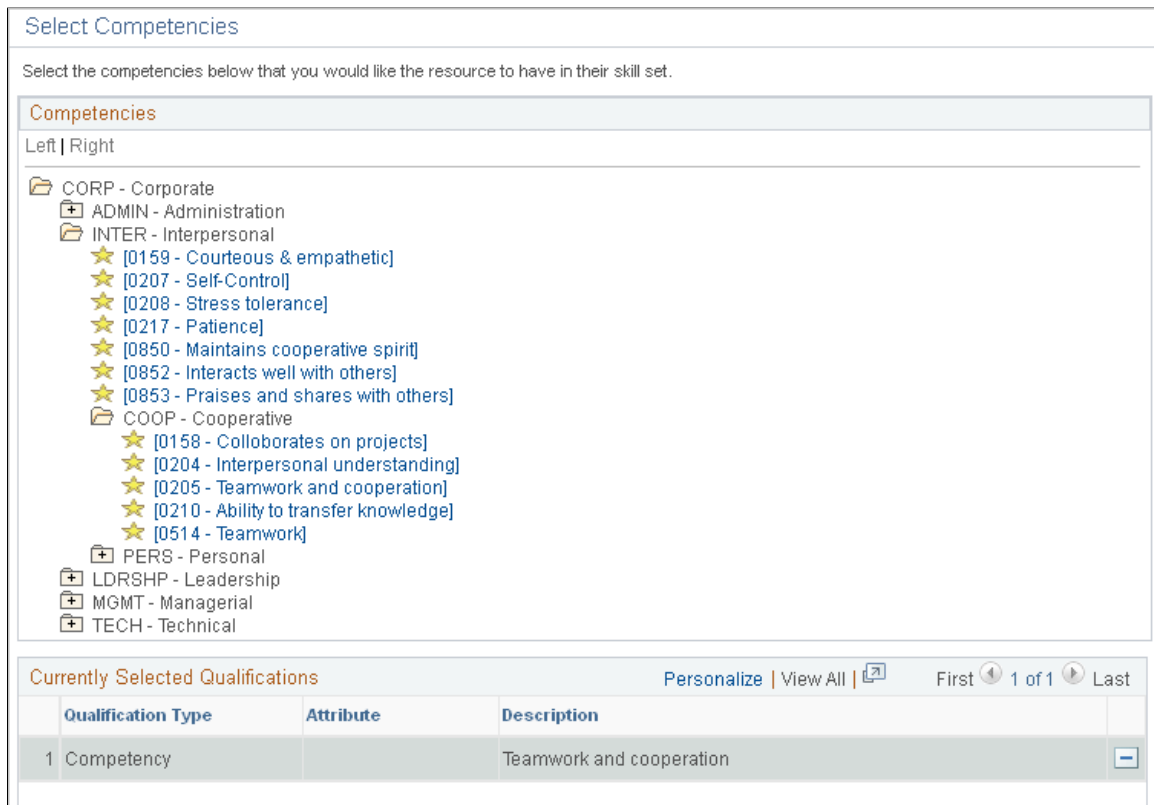 Select Competencies
Select the competencies below that you would like the resource to have in their skill set.
Competencies
Left | Right
CORP - Corporate
ADMIN - Administration
INTER - Interpersonal
[0159 - Courteous & empathetic]
[0207 - Self-Control]
[0208 - Stress tolerance]
[0217 - Patience]
[0850 - Maintains cooperative spirit]
[0852 - Interacts well with others]
[0853 - Praises and shares with others]
COOP - Cooperative
[0158 - Colloborates on projects]
[0204 - Interpersonal understanding]
[0205 - Teamwork and cooperation]
[0210 - Ability to transfer knowledge]
[0514 - Teamwork]
PERS - Personal
LDRSHP - Leadership
MGMT - Managerial
TECH - Technical
Currently Selected Qualifications Personalize | View All | First 1 of 1 Last
Qualification Type Attribute Description
1 Competency Teamwork and cooperation